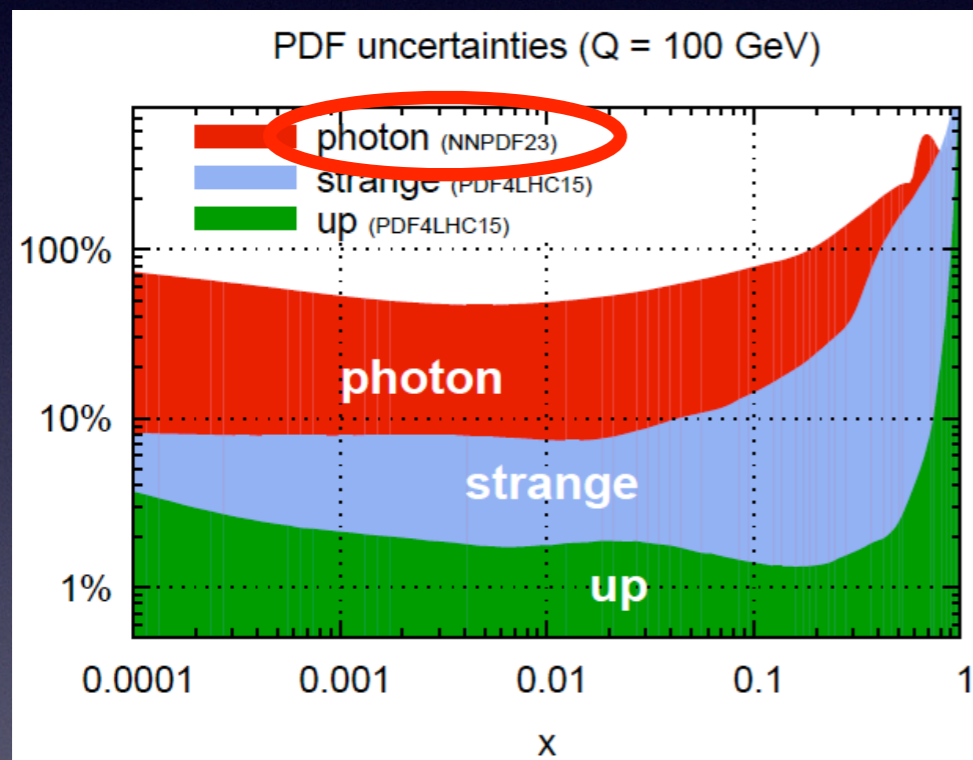 PDF uncertainties (Q = 100 GeV)
photon (NNPDF23)
strange (PDF4LHC15)
up (PDF4LHC15)
100%
photon
10%
strange
1%
up
0.0001 0.001 0.01 0.1 1
x